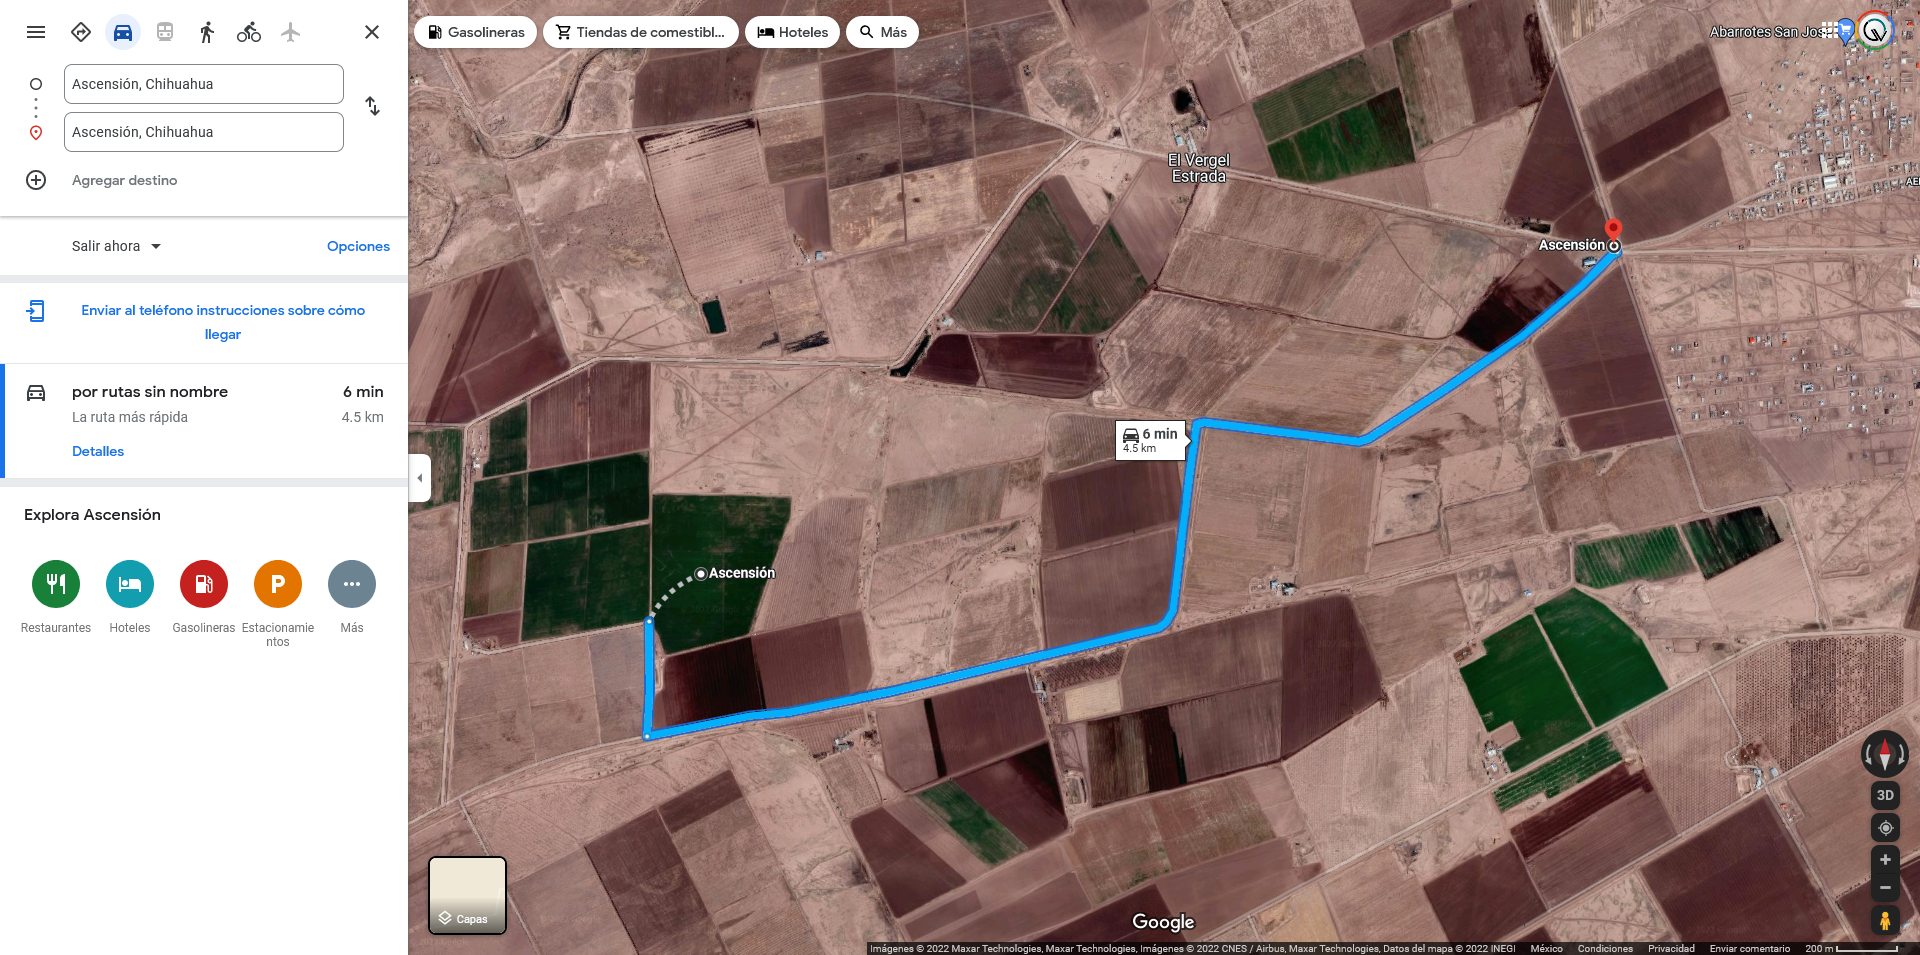 Ascensión, Chihuahua
Ascensión, Chihuahua
Agregar destino
Salir ahora
Opciones
Enviar al teléfono instrucciones sobre cómo
llegar
por rutas sin nombre
6 min
La ruta más rápida
4.5 km
Detalles
Explora Ascensión
Restaurantes
Hoteles
Gasolineras
Estacionamie
ntos
Más
Gasolineras
Tiendas de comestibl...
Hoteles
Más
Abarrotes San José
El Vergel
Estrada
Ascensión
6 min
4.5 km
Ascensión
3D
Capas
Google
Imágenes © 2022 Maxar Technologies, Maxar Technologies, Imágenes © 2022 CNES / Airbus, Maxar Technologies, Datos del mapa © 2022 INEGI
México
Condiciones
Privacidad
Enviar comentario
200 m